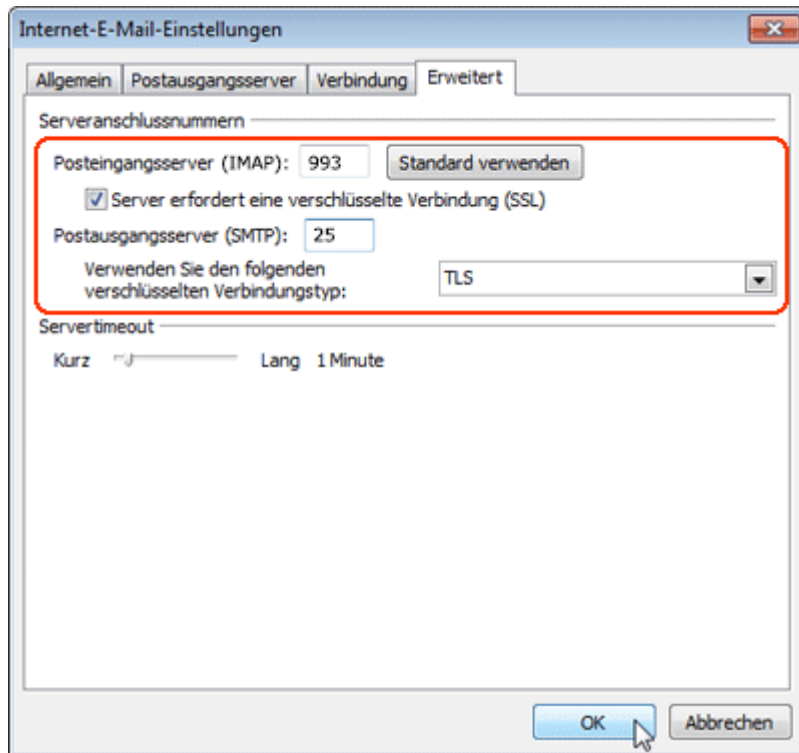 Internet-E-Mail-Einstellungen
Allgemein Postausgangsserver Verbindung Erweitert
Serveranschlussnummern
Posteingangsserver (IMAP): 993 Standard verwenden
Server erfordert eine verschlüsselte Verbindung (SSL)
Postausgangsserver (SMTP): 25
Verwenden Sie den folgenden
verschlüsselten Verbindungstyp: TLS
Servertimeout
Kurz Lang 1 Minute
OK Abbrechen